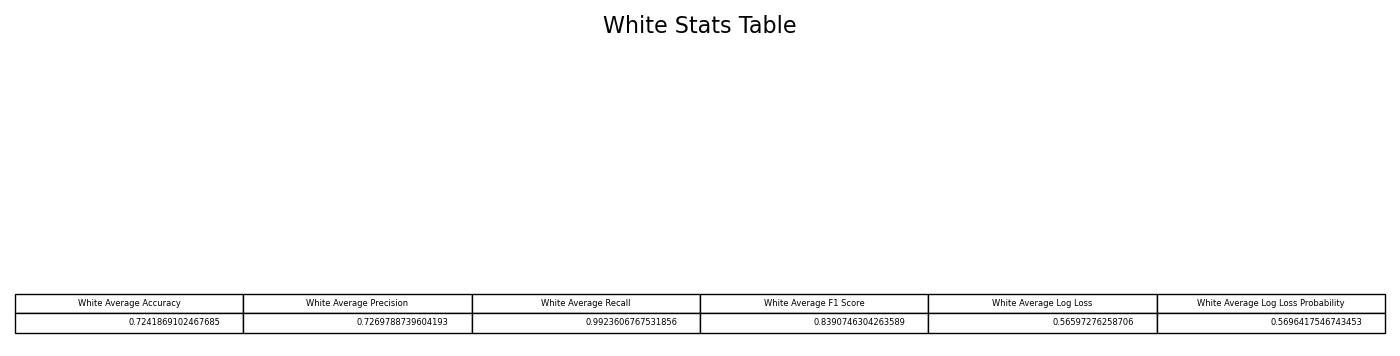 White Stats Table
White Average Accuracy White Average Precision White Average Recall White Average F1 Score White Average Log Loss White Average Log Loss Probability
0.7241869102467685 0.7269788739604193 0.9923606767531856 0.8390746304263589 0.56597276258706 0.5696417546743453